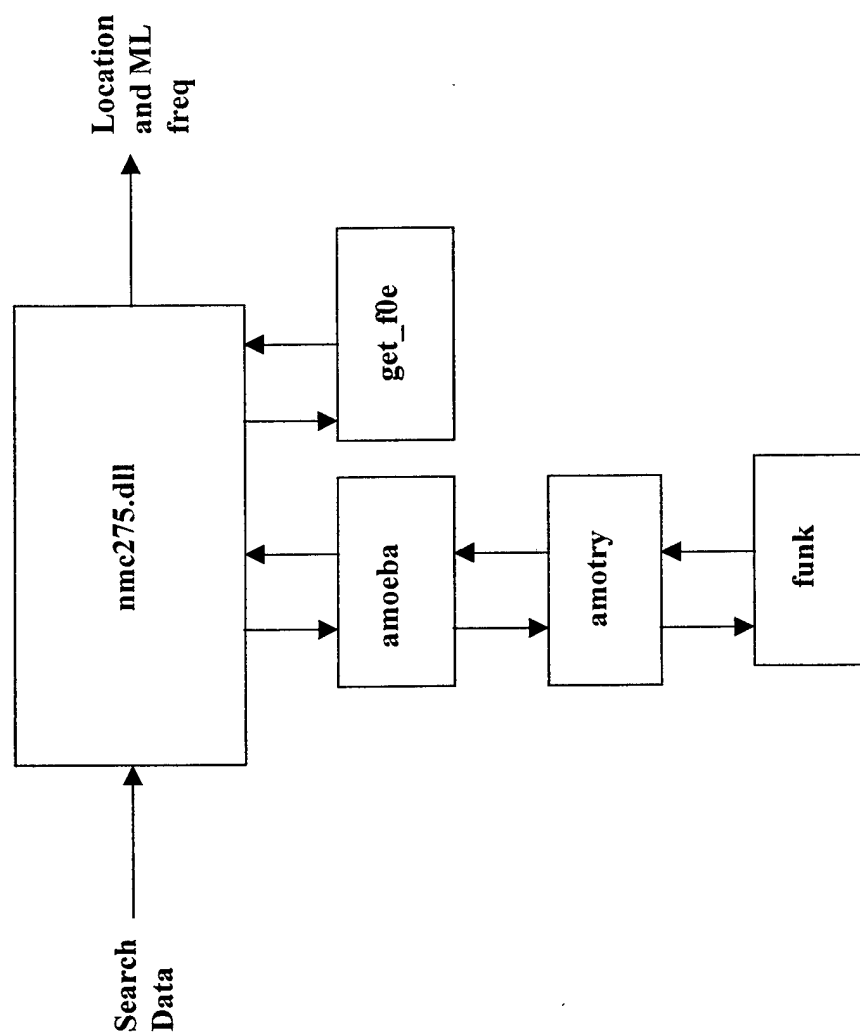 Search
Data
nmc275.dll
Location
and ML
freq
amoeba
get_f0e
amotry
funk